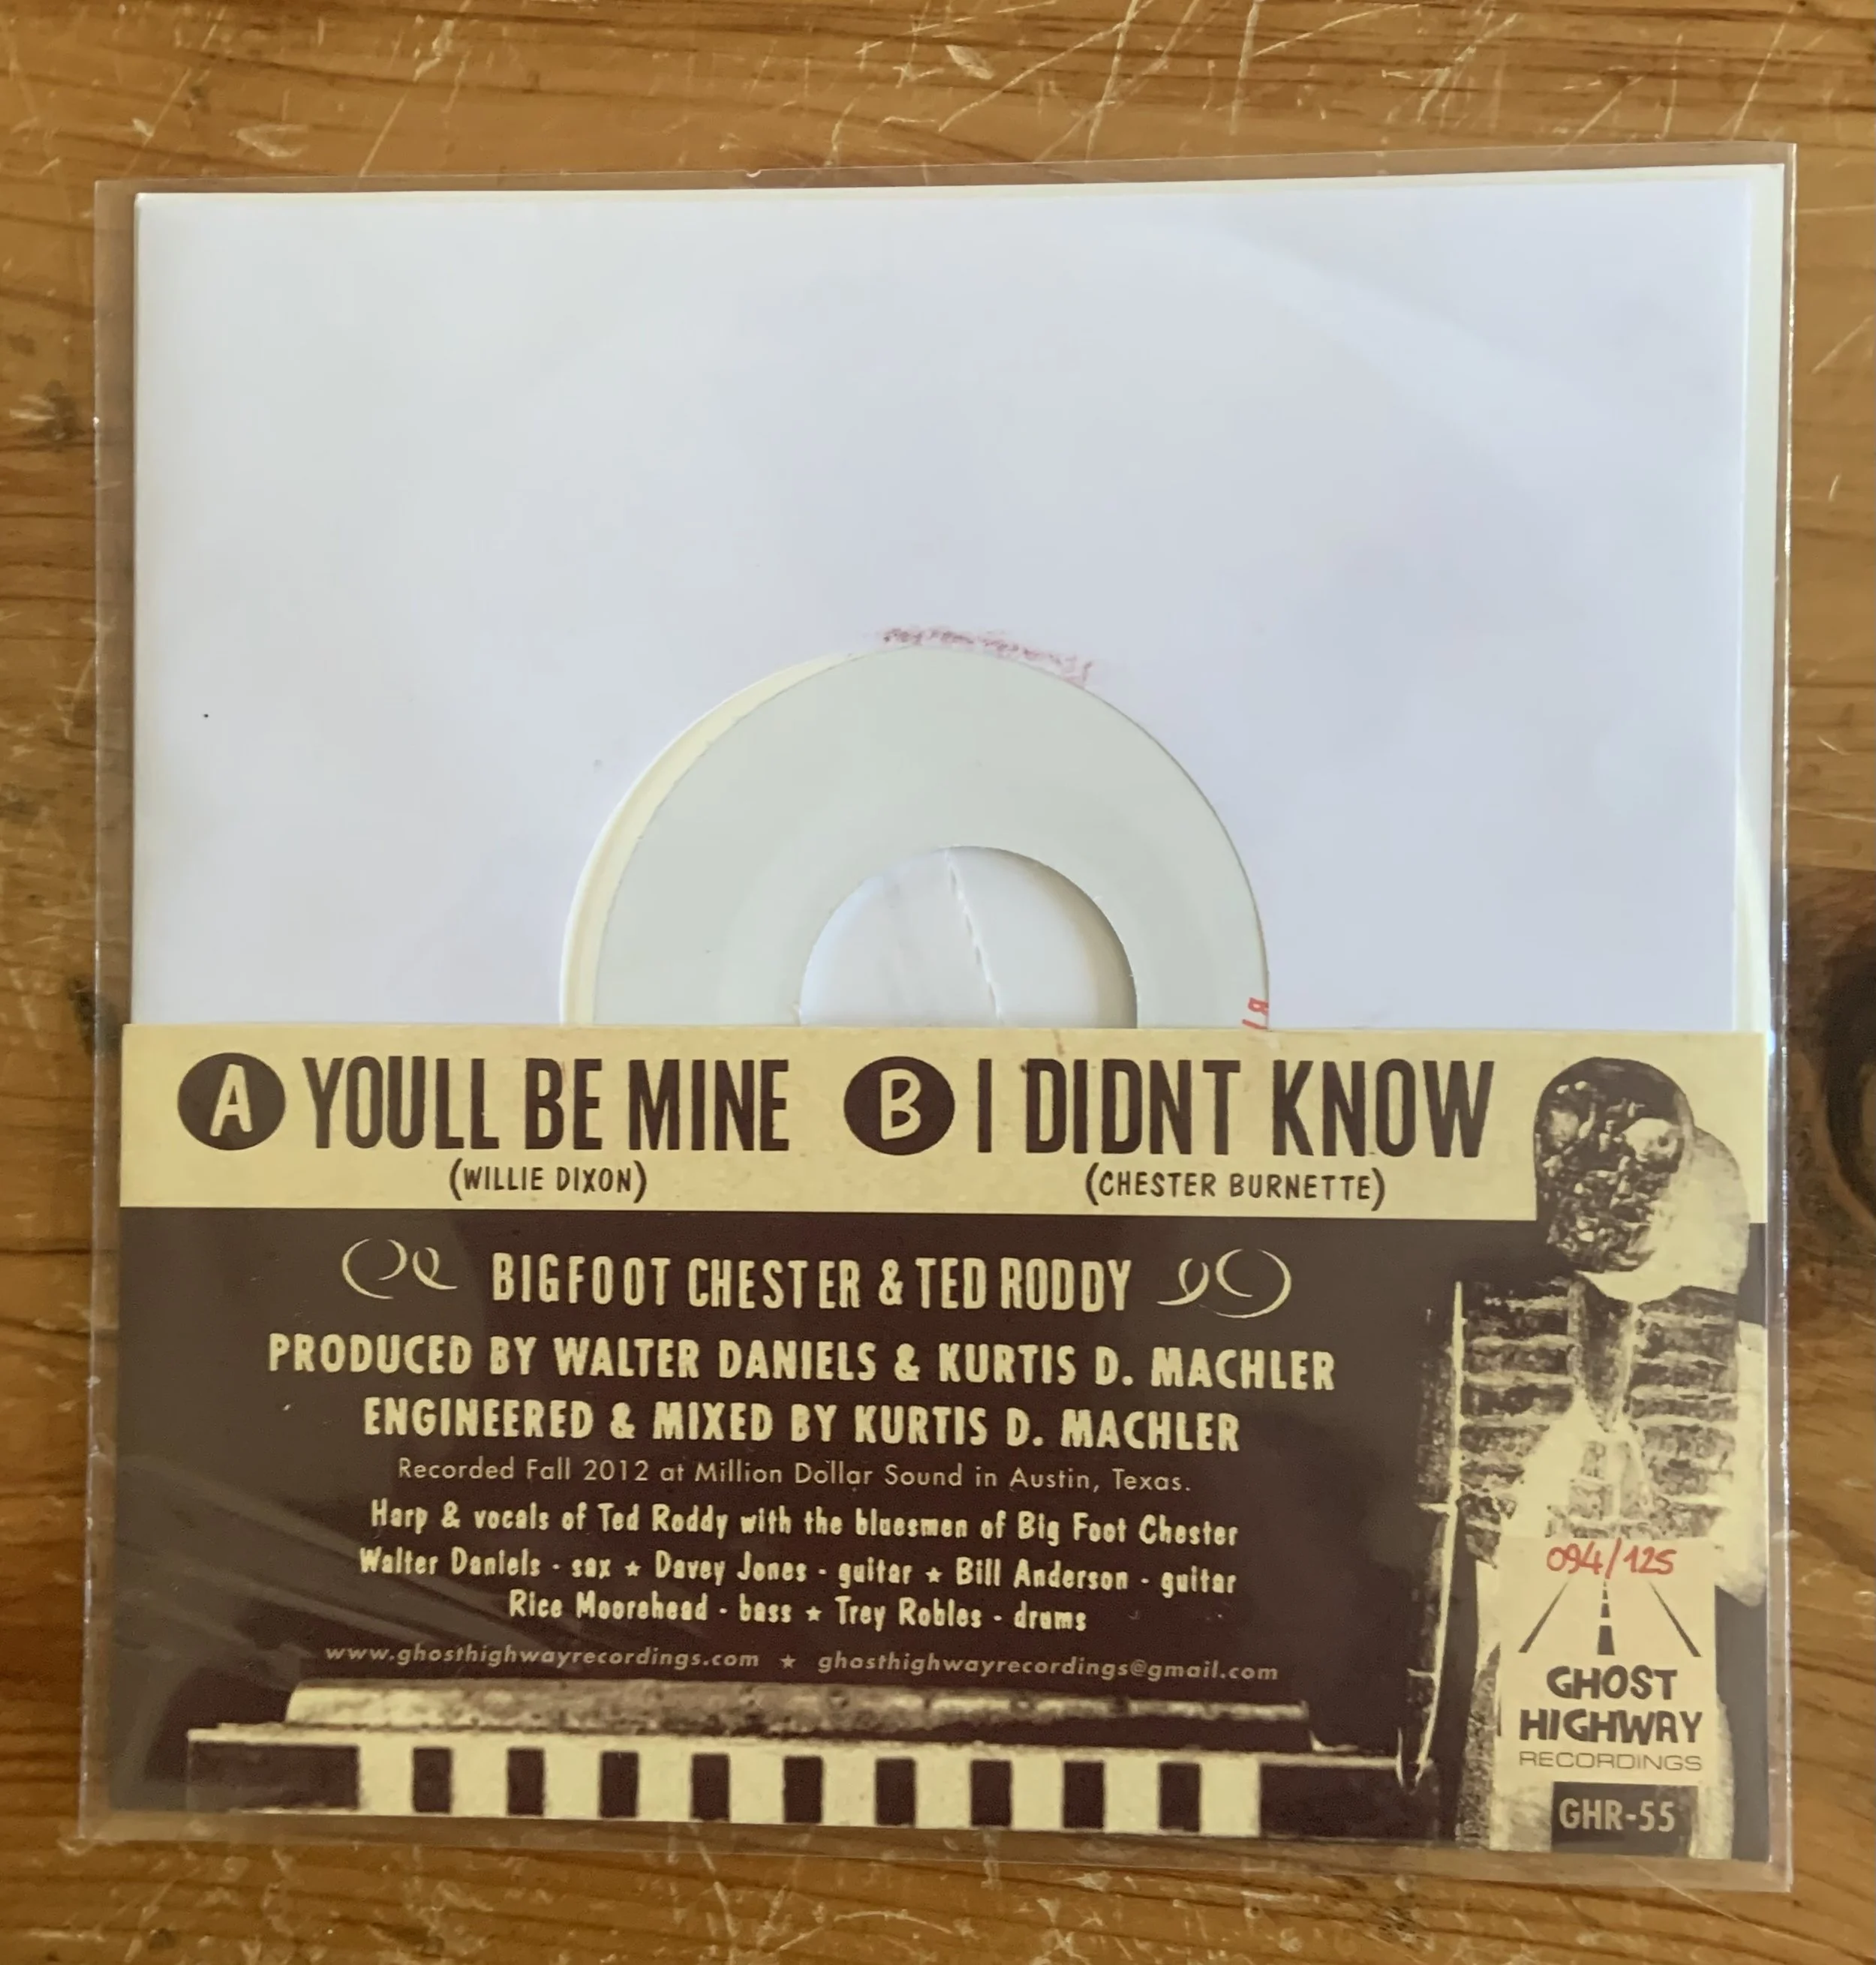 A YOULL BE MINE B I DIDNT KNOW
(WILLIE DIXON) (CHESTER BURNETTE)
BIGFOOT CHESTER & TED RODDY
PRODUCED BY WALTER DANIELS & KURTIS D. MACHLER
ENGINEERED & MIXED BY KURTIS D. MACHLER
Recorded Fall 2012 at Million Dollar Sound in Austin, Texas.
Harp & vocals of Ted Roddy with the bluesmen of Big Foot Chester
Walter Daniels - sax ★ Davey Jones - guitar ★ Bill Anderson - guitar
Rice Moorehead - bass ★ Trey Robles - drums
www.ghosthighwayrecordings.com ★ ghosthighwayrecordings@gmail.com
094/125
GHOST
HIGHWAY
RECORDINGS
GHR-55